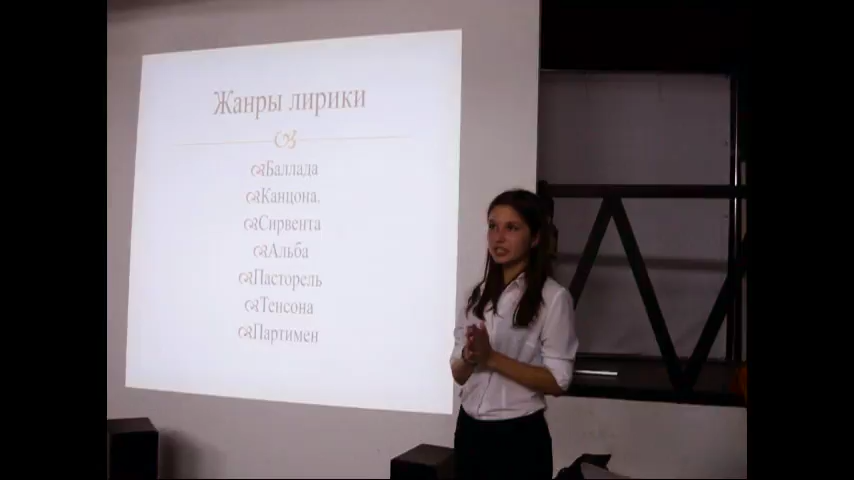 Жанры лирики
Баллада
Канцона.
Сирвента
Альба
Пасторель
Тенсона
Партимен